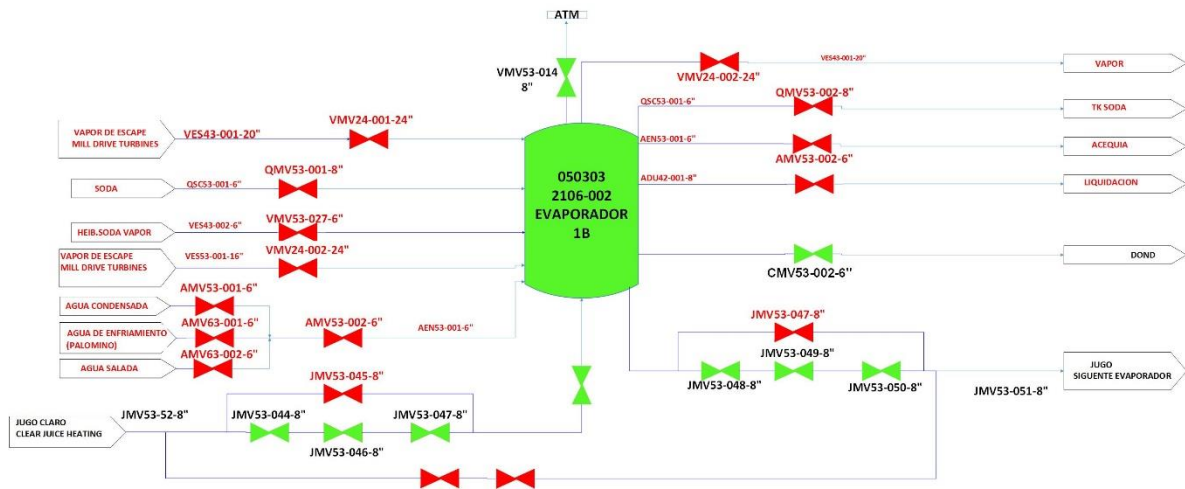 ATM
VMV53-014
8"
VMV24-002-24"
VES43-001-20"
VAPOR
QSC53-001-6"
QMV53-002-8"
TK SODA
AEN53-001-6"
AMV53-002-6"
ACEQUIA
ADU42-001-8"
LIQUIDACION
VAPOR DE ESCAPE
MILL DRIVE TURBINES
VES43-001-20"
VMV24-001-24"
SODA
QSC53-001-6"
QMV53-001-8"
HEIB.SODA VAPOR
VES43-002-6"
VMV53-027-6"
VAPOR DE ESCAPE
MILL DRIVE TURBINES
VES53-001-16"
VMV24-002-24"
050303
2106-002
EVAPORADOR
1B
CMV53-002-6"
DOND
AGUA CONDENSADA
AMV53-001-6"
AGUA DE ENFRIAMIENTO
(PALOMINO)
AMV63-001-6"
AMV53-002-6"
AEN53-001-6"
AGUA SALADA
AMV63-002-6"
JMV53-047-8"
JMV53-049-8"
JMV53-048-8"
JMV53-050-8"
JMV53-051-8"
JUGO
SIGUENTE EVAPORADOR
JUGO CLARO
CLEAR JUICE HEATING
JMV53-52-8"
JMV53-045-8"
JMV53-044-8"
JMV53-047-8"
JMV53-046-8"